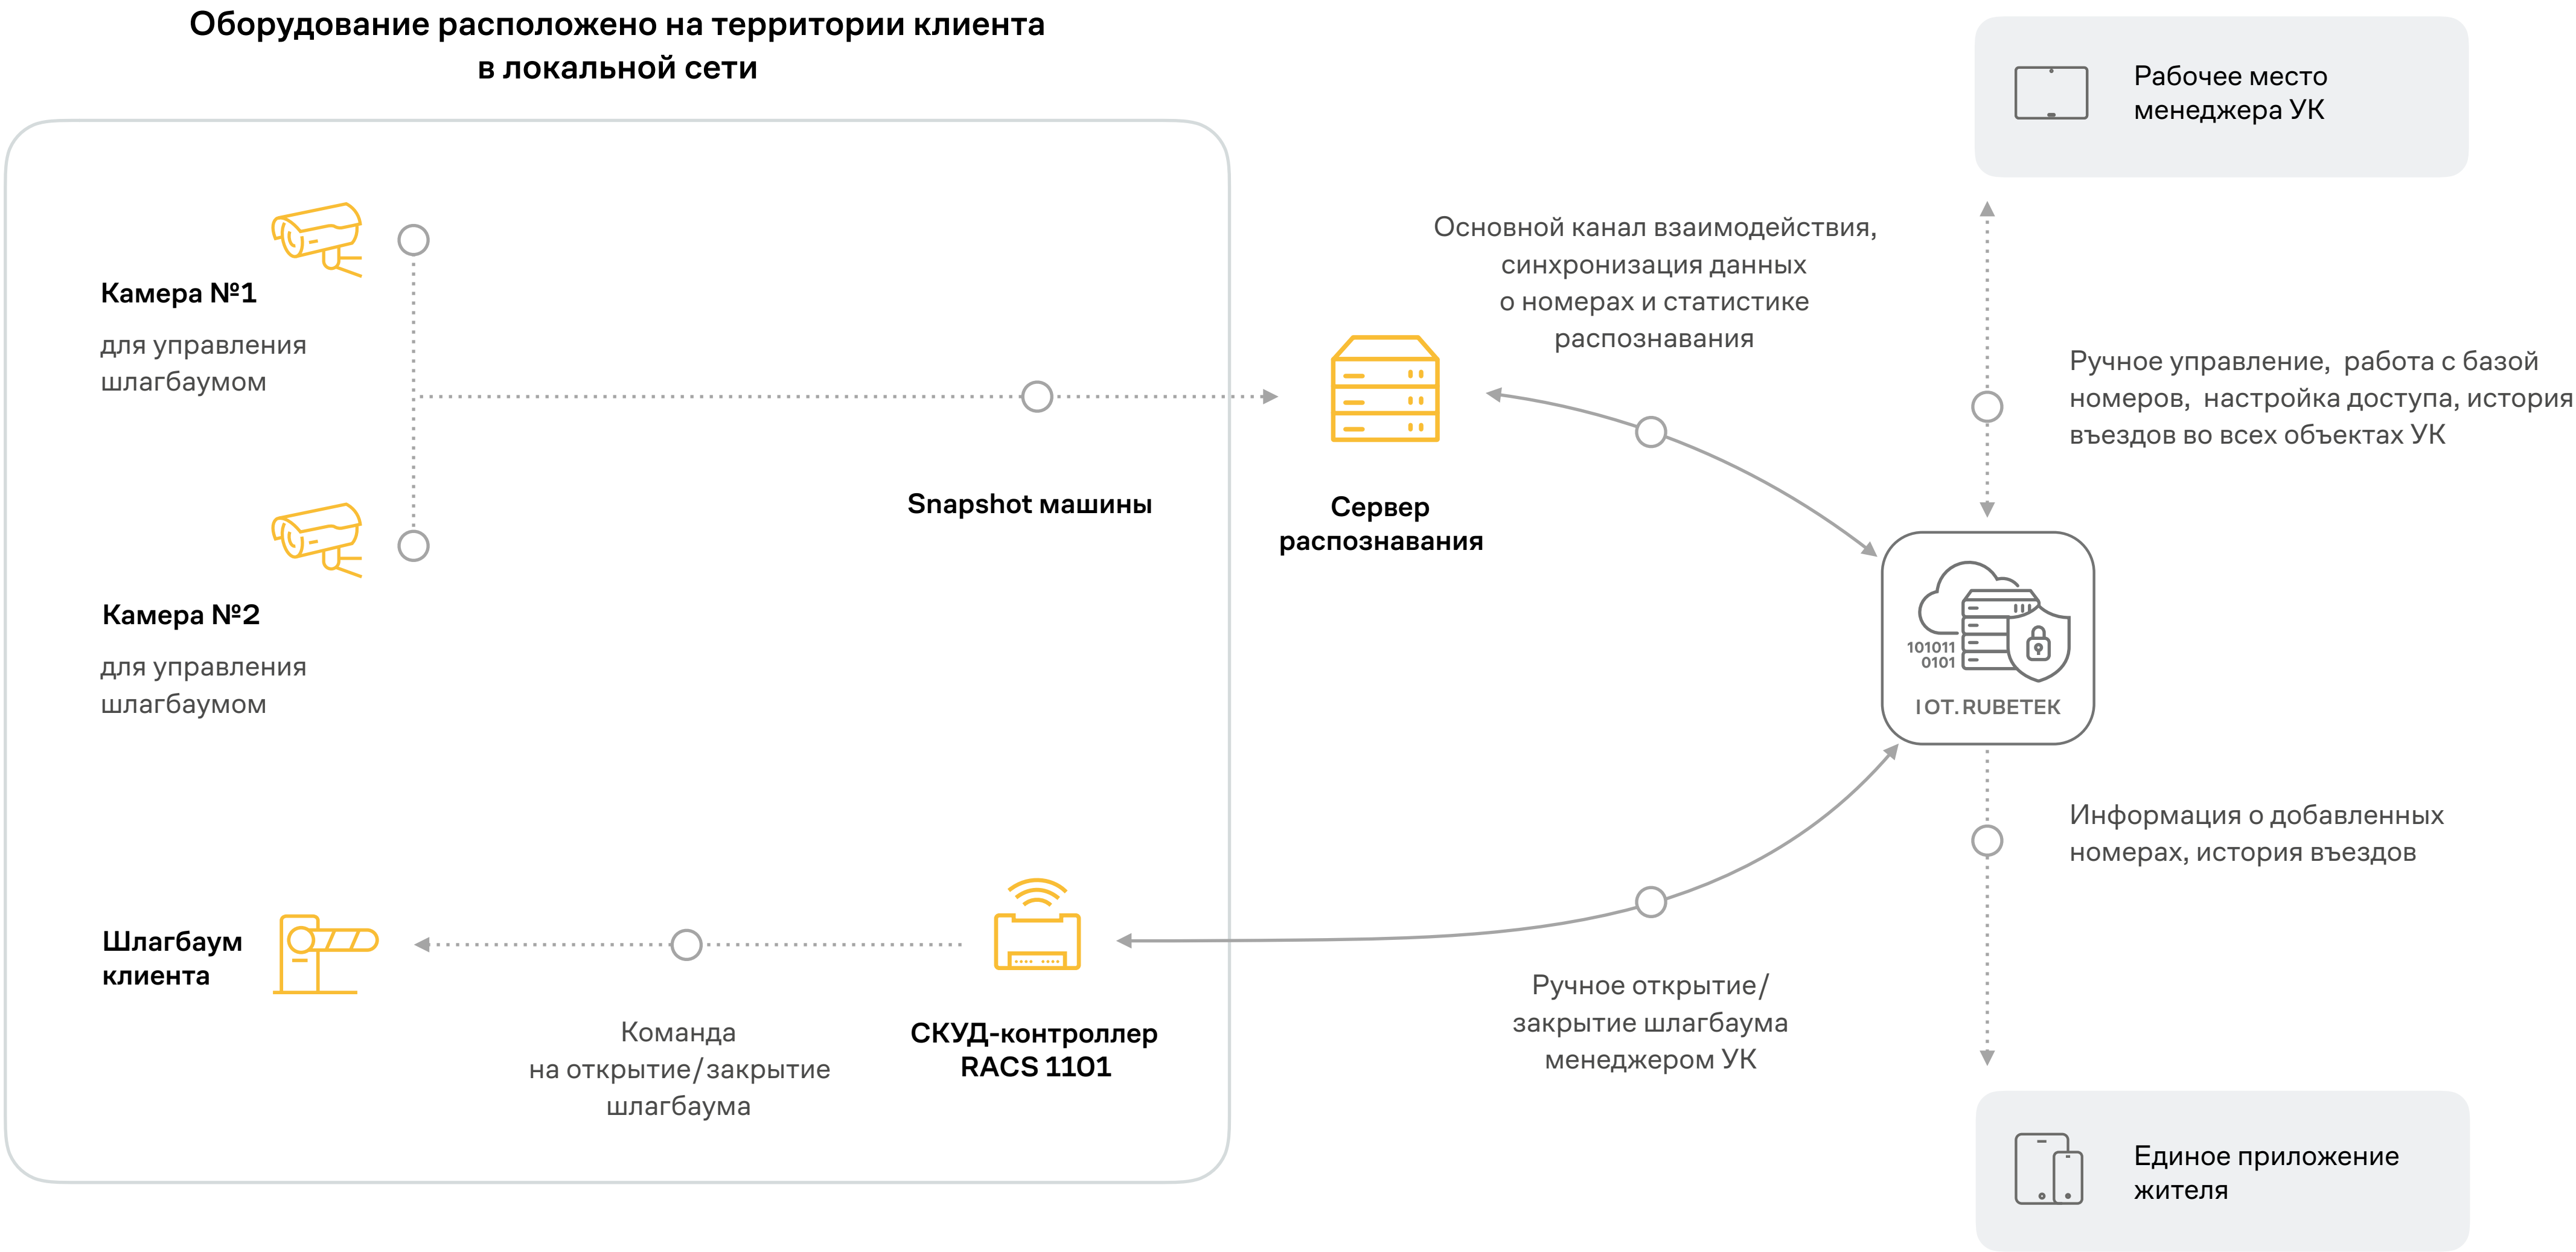 Оборудование расположено на территории клиента
в локальной сети
Камера №1
для управления
шлагбаумом
Камера №2
для управления
шлагбаумом
Snapshot машины
Сервер
распознавания
Основной канал взаимодействия,
синхронизация данных
о номерах и статистике
распознавания
Рабочее место
менеджера УК
Ручное управление, работа с базой
номеров, настройка доступа, история
въездов во всех объектах УК
101011
0101
IOT.RUBETEK
Информация о добавленных
номерах, история въездов
Шлагбаум
клиента
Команда
на открытие/закрытие
шлагбаума
СКУД-контроллер
RACS 1101
Ручное открытие/
закрытие шлагбаума
менеджером УК
Единое приложение
жителя